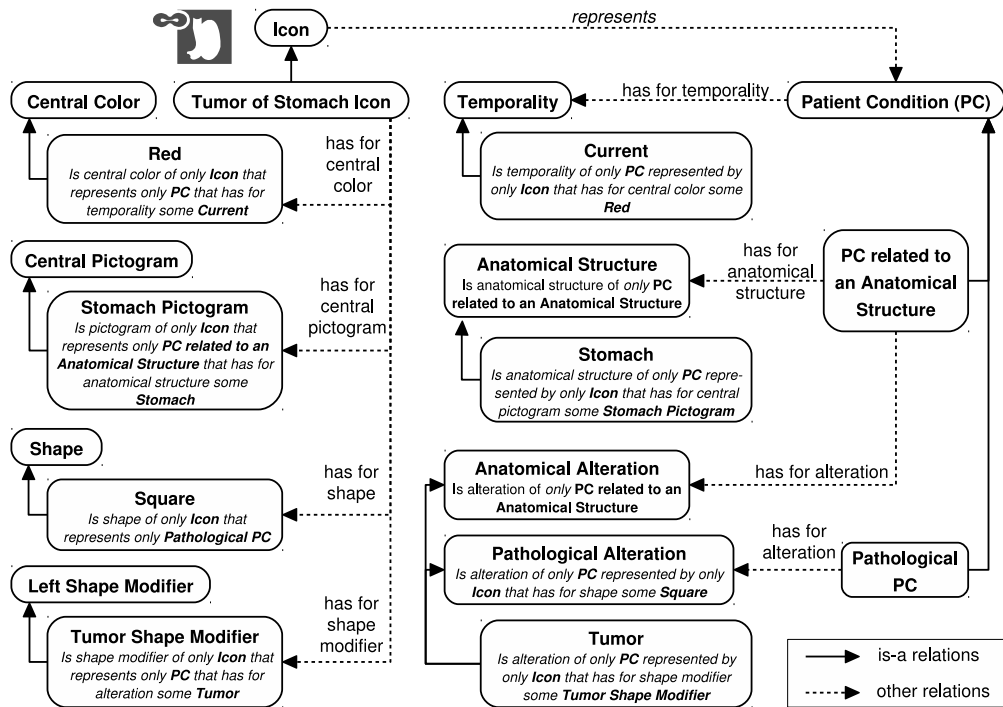 Icon
represents
Central Color
Tumor of Stomach Icon
Temporality
has for temporality
Patient Condition (PC)
Red
Is central color of only Icon that
represents only PC that has for
temporality some Current
has for
central
color
Current
Is temporality of only PC represented by
only Icon that has for central color some
Red
Central Pictogram
Stomach Pictogram
Is pictogram of only Icon that
represents only PC related to an
Anatomical Structure that has for
anatomical structure some
Stomach
has for
central
pictogram
Anatomical Structure
Is anatomical structure of only PC
related to an Anatomical Structure
has for
anatomical
structure
PC related to
an Anatomical
Structure
Stomach
Is anatomical structure of only PC repre-
sented by only Icon that has for central
pictogram some Stomach Pictogram
Shape
Square
Is shape of only Icon that
represents only Pathological PC
has for
shape
Anatomical Alteration
Is alteration of only PC related to an
Anatomical Structure
has for alteration
Pathological Alteration
Is alteration of only PC represented by only
Icon that has for shape some Square
has for
alteration
Pathological
PC
Left Shape Modifier
Tumor Shape Modifier
Is shape modifier of only Icon that
represents only PC that has for
alteration some Tumor
has for
shape
modifier
Tumor
Is alteration of only PC represented by
only Icon that has for shape modifier
some Tumor Shape Modifier
is-a relations
other relations